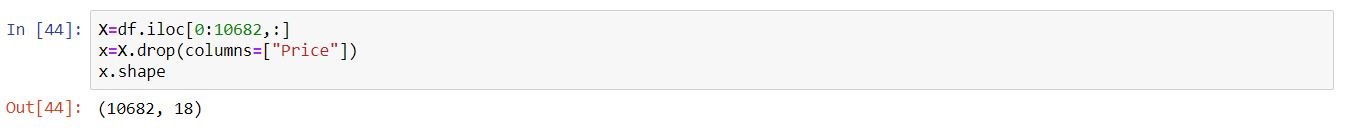 In [44]: X=df.iloc[0:10682,:]
x=X.drop(columns=["Price"])
x.shape
Out[44]: (10682, 18)